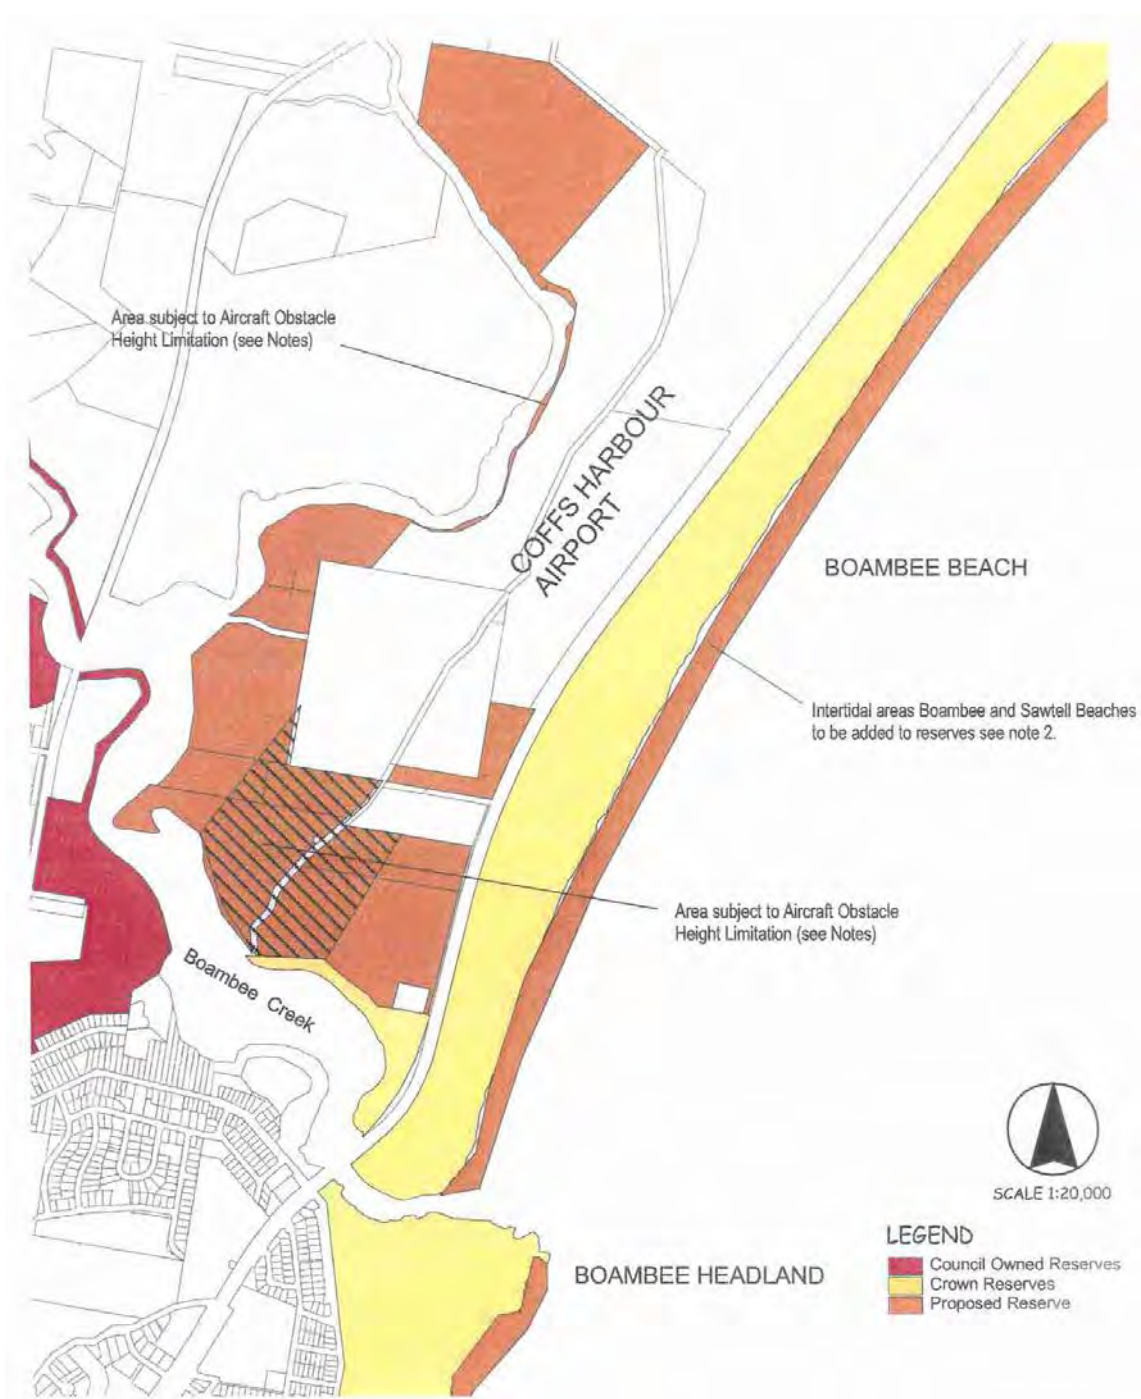 Area subject to Aircraft Obstacle
Height Limitation (see Notes)
COFFS HARBOUR
AIRPORT
BOAMBEE BEACH
Intertidal areas Boambee and Sawtell Beaches
to be added to reserves see note 2.
Area subject to Aircraft Obstacle
Height Limitation (see Notes)
Boambee Creek
SCALE 1:20,000
LEGEND
Council Owned Reserves
Crown Reserves
Proposed Reserve
BOAMBEE HEADLAND